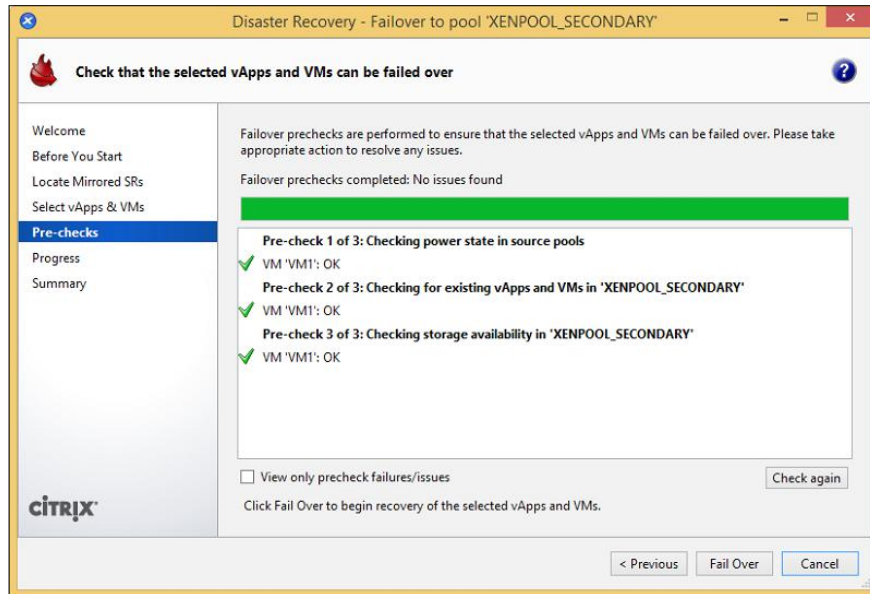 Disaster Recovery - Failover to pool 'XENPOOL_SECONDARY'
Check that the selected vApps and VMs can be failed over
Welcome
Before You Start
Locate Mirrored SRs
Select vApps & VMs
Pre-checks
Progress
Summary
Failover prechecks are performed to ensure that the selected vApps and VMs can be failed over. Please take
appropriate action to resolve any issues.
Failover prechecks completed: No issues found
Pre-check 1 of 3: Checking power state in source pools
VM 'VM1': OK
Pre-check 2 of 3: Checking for existing vApps and VMs in 'XENPOOL_SECONDARY'
VM 'VM1': OK
Pre-check 3 of 3: Checking storage availability in 'XENPOOL_SECONDARY'
VM 'VM1': OK
View only precheck failures/issues
Check again
Click Fail Over to begin recovery of the selected vApps and VMs.
CITRIX
< Previous
Fail Over
Cancel